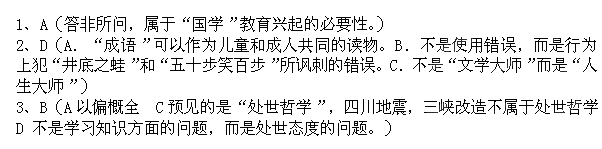 1、A（答非所问，属于“国学”教育兴起的必要性。）
2、D（A．“成语”可以作为儿童和成人共同的读物。B．不是使用错误，而是行为
上犯“井底之蛙”和“五十步笑百步”所讽刺的错误。C．不是“文学大师”而是“人
生大师”）
3、B（A以偏概全　C预见的是“处世哲学”，四川地震，三峡改造不属于处世哲学
D 不是学习知识方面的问题，而是处世态度的问题。）